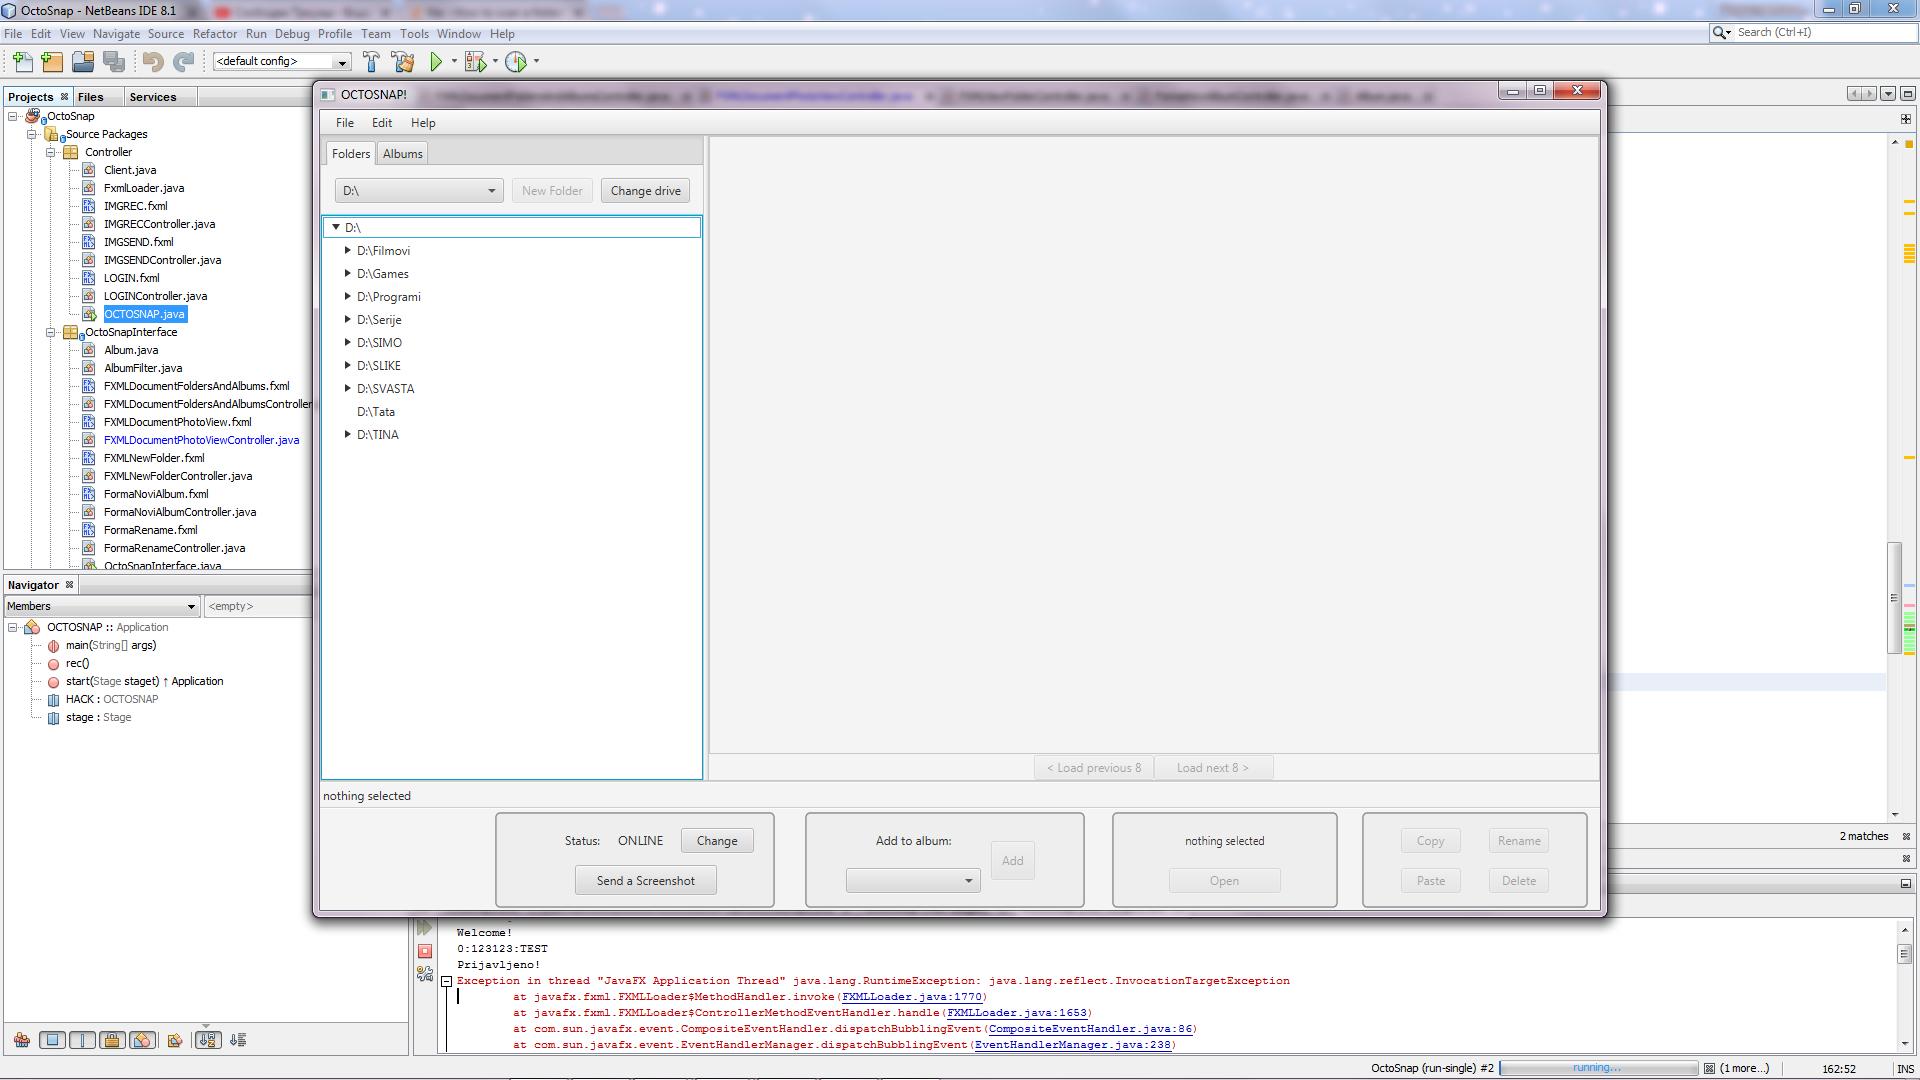 OctoSnap - NetBeans IDE 8.1
File Edit View Navigate Source Refactor Run Debug Profile Team Tools Window Help
Search (Ctrl+I)
<default config>
Projects Files Services
OctoSnap
Source Packages
Controller
Client.java
FxmlLoader.java
IMGREC.fxml
IMGRECController.java
IMGSEND.fxml
IMGSENDController.java
LOGIN.fxml
LOGINController.java
OCTOSNAP.java
OctoSnapInterface
Album.java
AlbumFilter.java
FXMLDocumentFoldersAndAlbums.fxml
FXMLDocumentFoldersAndAlbumsController
FXMLDocumentPhotoView.fxml
FXMLDocumentPhotoViewController.java
FXMLNewFolder.fxml
FXMLNewFolderController.java
FormaNoviAlbum.fxml
FormaNoviAlbumController.java
FormaRename.fxml
FormaRenameController.java
OctoSnapInterface.java
Navigator
Members
<empty>
OCTOSNAP :: Application
main(String[] args)
rec()
start(Stage staget) ↑ Application
HACK : OCTOSNAP
stage : Stage
OCTOSNAP!
File Edit Help
Folders Albums
D:\
New Folder
Change drive
D:\
D:\Filmovi
D:\Games
D:\Programi
D:\Serije
D:\SIMO
D:\SLIKE
D:\SVASTA
D:\Tata
D:\TINA
< Load previous 8
Load next 8 >
nothing selected
Status: ONLINE Change
Send a Screenshot
Add to album:
Add
nothing selected
Open
Copy Rename
Paste Delete
2 matches
Welcome!
0:123123:TEST
Prijavljeno!
Exception in thread "JavaFX Application Thread" java.lang.RuntimeException: java.lang.reflect.InvocationTargetException
at javafx.fxml.FXMLLoader$MethodHandler.invoke(FXMLLoader.java:1770)
at javafx.fxml.FXMLLoader$ControllerMethodEventHandler.handle(FXMLLoader.java:1653)
at com.sun.javafx.event.CompositeEventHandler.dispatchBubblingEvent(CompositeEventHandler.java:86)
at com.sun.javafx.event.EventHandlerManager.dispatchBubblingEvent(EventHandlerManager.java:238)
OctoSnap (run-single) #2
running...
(1 more...)
162:52
INS